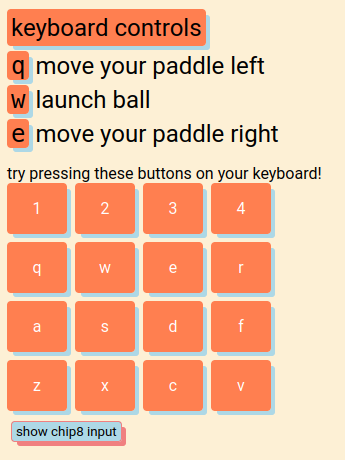 keyboard controls
q move your paddle left
w launch ball
e move your paddle right
try pressing these buttons on your keyboard!
1 2 3 4
q w e r
a s d f
z x c v
show chip8 input